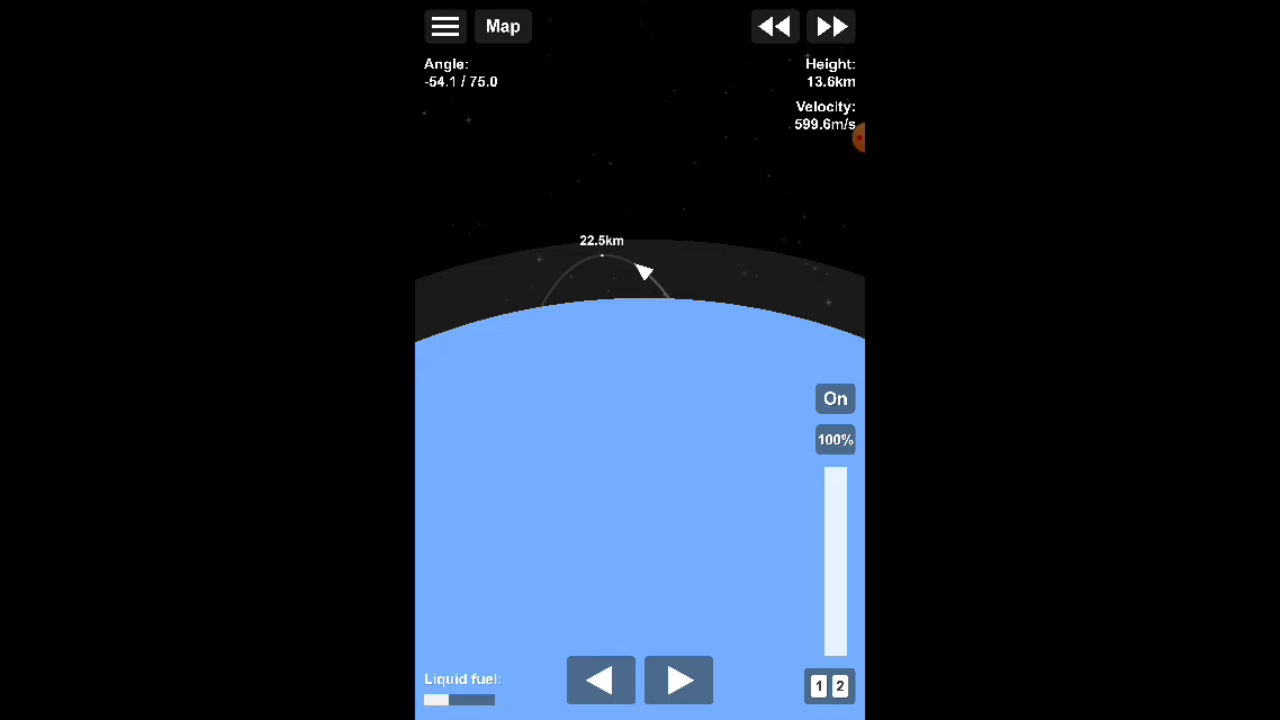 Map
Angle:
-54.1 / 75.0
Height:
13.6km
Velocity:
599.6m/s
22.5km
On
100%
Liquid fuel:
1 2